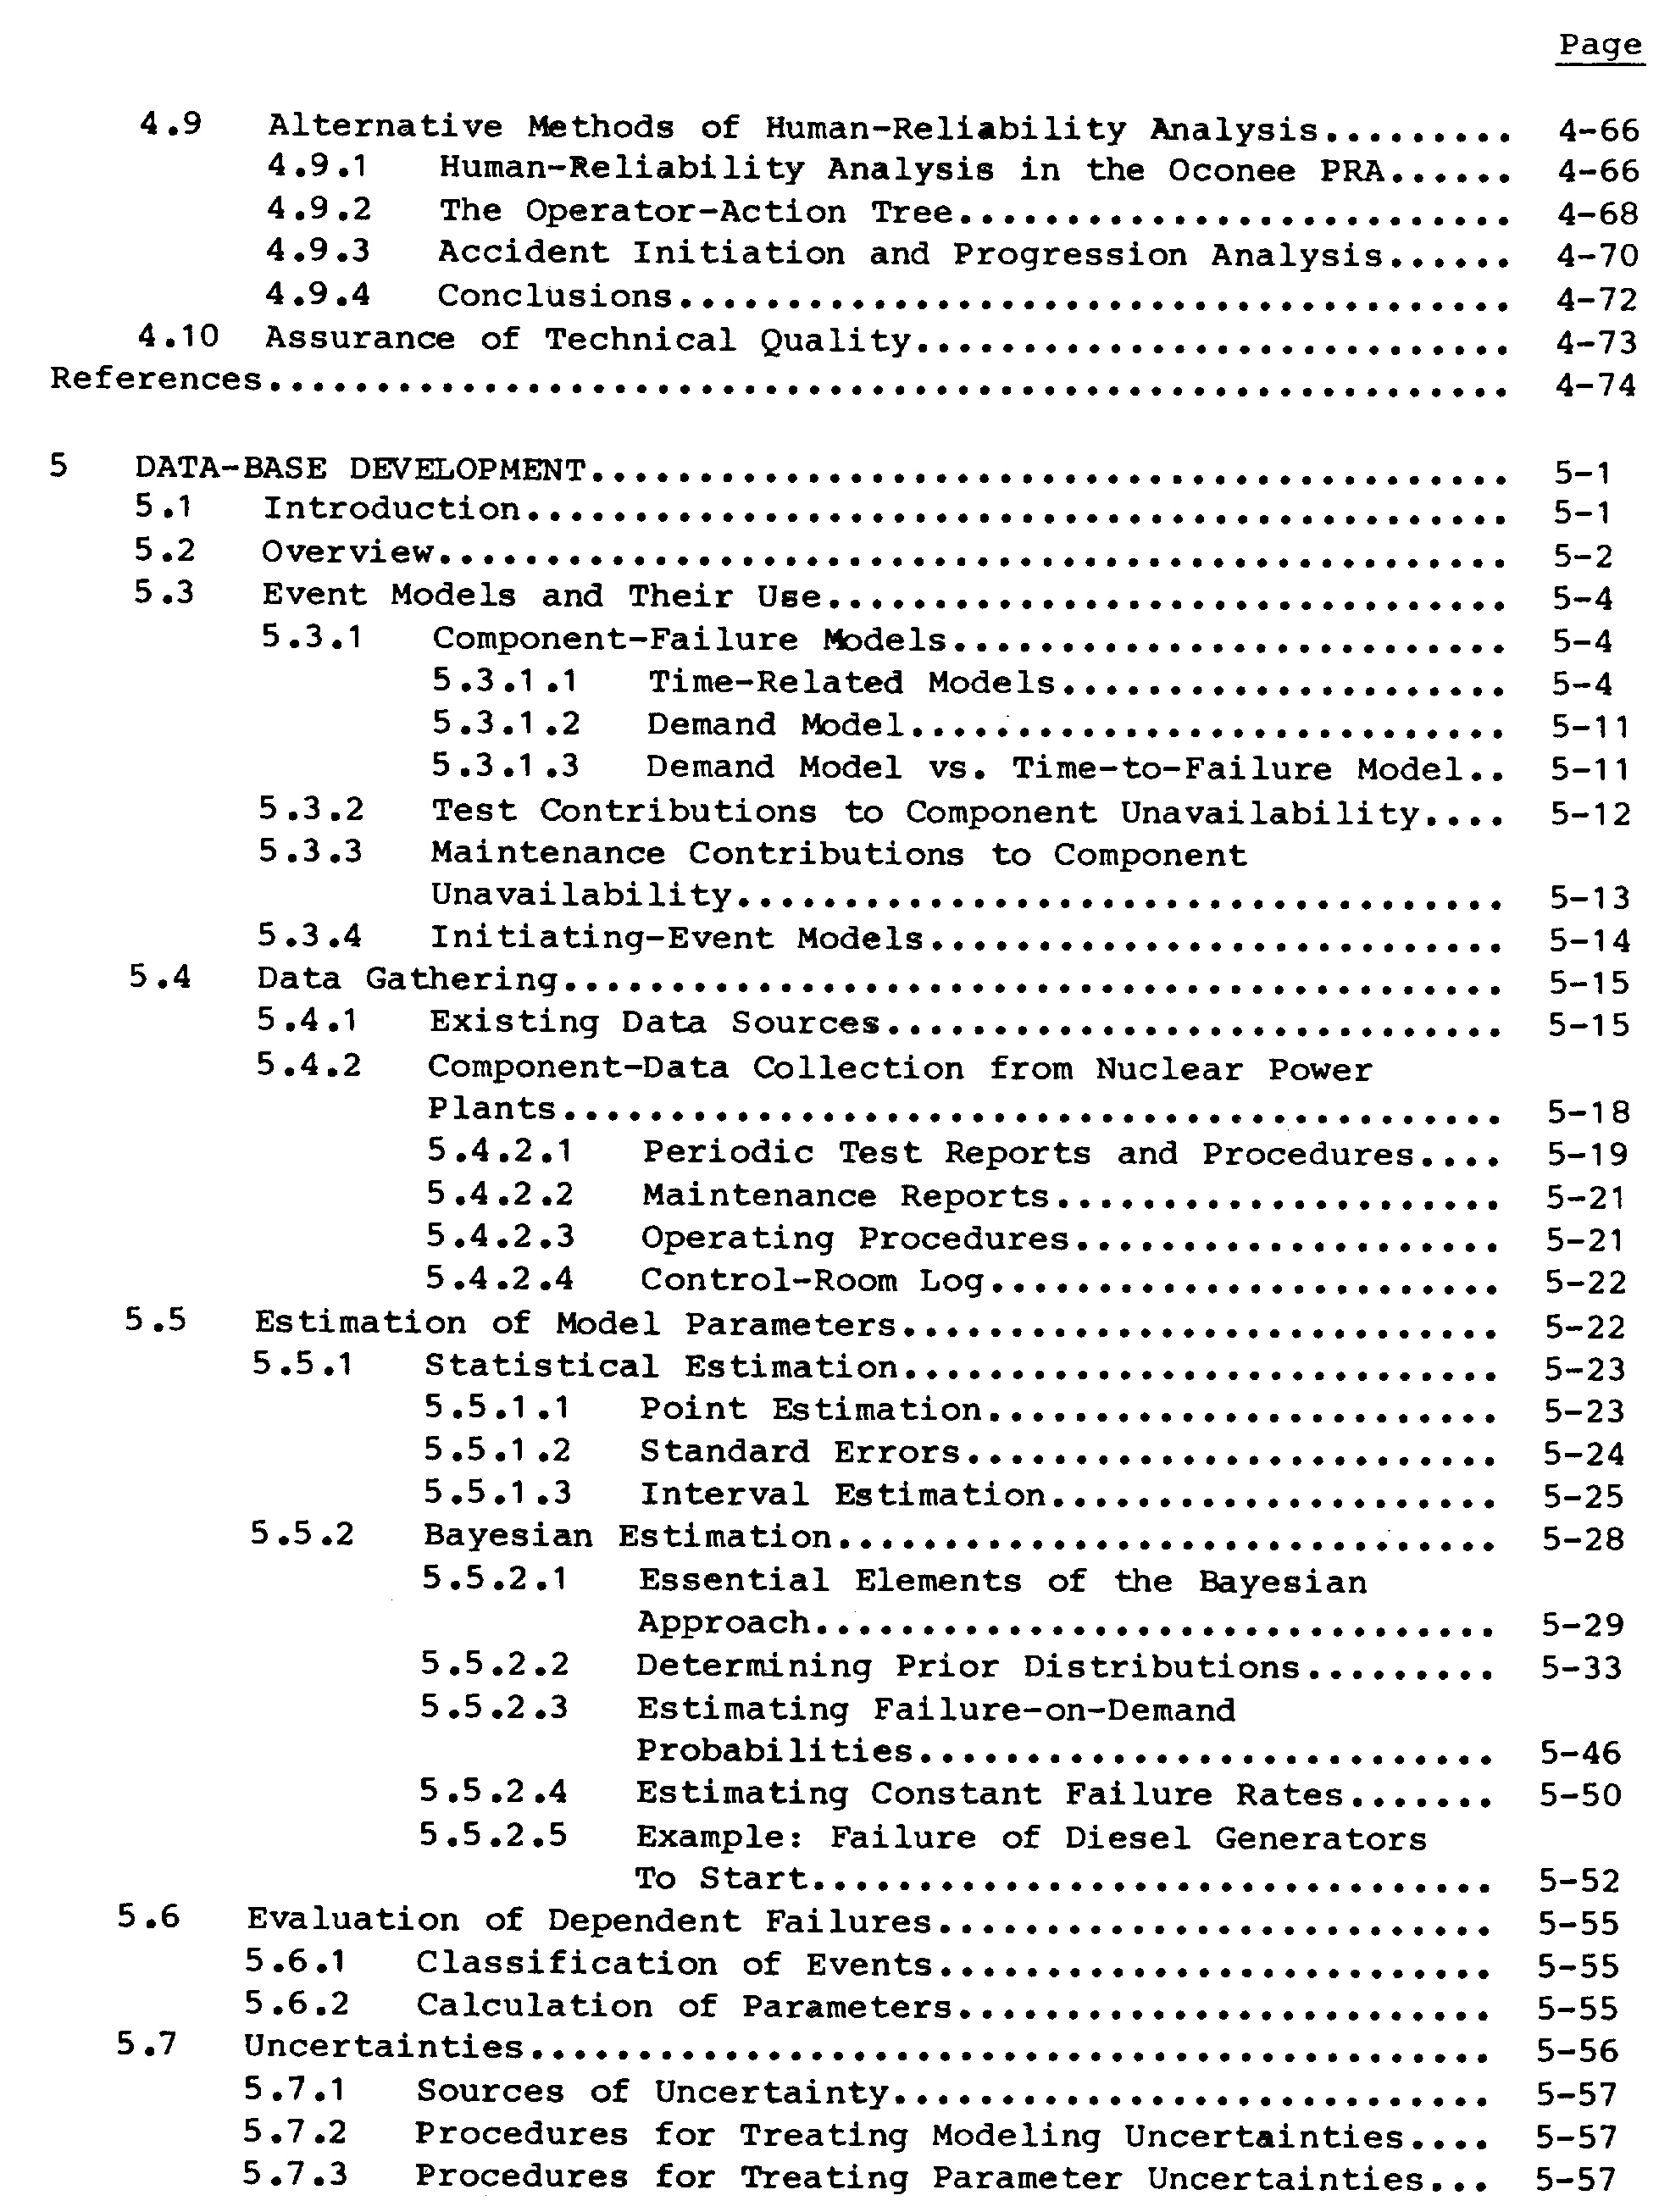 Page
4.9 Alternative Methods of Human-Reliability Analysis......... 4-66
4.9.1 Human-Reliability Analysis in the Oconee PRA...... 4-66
4.9.2 The Operator-Action Tree.......................... 4-68
4.9.3 Accident Initiation and Progression Analysis...... 4-70
4.9.4 Conclusions....................................... 4-72
4.10 Assurance of Technical Quality............................ 4-73
References.......................................................... 4-74
5 DATA-BASE DEVELOPMENT........................................... 5-1
5.1 Introduction.............................................. 5-1
5.2 Overview.................................................. 5-2
5.3 Event Models and Their Use................................ 5-4
5.3.1 Component-Failure Models.......................... 5-4
5.3.1.1 Time-Related Models..................... 5-4
5.3.1.2 Demand Model............................ 5-11
5.3.1.3 Demand Model vs. Time-to-Failure Model.. 5-11
5.3.2 Test Contributions to Component Unavailability.... 5-12
5.3.3 Maintenance Contributions to Component
Unavailability.................................... 5-13
5.3.4 Initiating-Event Models........................... 5-14
5.4 Data Gathering............................................ 5-15
5.4.1 Existing Data Sources............................. 5-15
5.4.2 Component-Data Collection from Nuclear Power
Plants............................................ 5-18
5.4.2.1 Periodic Test Reports and Procedures.... 5-19
5.4.2.2 Maintenance Reports..................... 5-21
5.4.2.3 Operating Procedures.................... 5-21
5.4.2.4 Control-Room Log........................ 5-22
5.5 Estimation of Model Parameters............................ 5-22
5.5.1 Statistical Estimation............................ 5-23
5.5.1.1 Point Estimation........................ 5-23
5.5.1.2 Standard Errors......................... 5-24
5.5.1.3 Interval Estimation..................... 5-25
5.5.2 Bayesian Estimation............................... 5-28
5.5.2.1 Essential Elements of the Bayesian
Approach................................ 5-29
5.5.2.2 Determining Prior Distributions......... 5-33
5.5.2.3 Estimating Failure-on-Demand
Probabilities........................... 5-46
5.5.2.4 Estimating Constant Failure Rates....... 5-50
5.5.2.5 Example: Failure of Diesel Generators
To Start................................ 5-52
5.6 Evaluation of Dependent Failures.......................... 5-55
5.6.1 Classification of Events.......................... 5-55
5.6.2 Calculation of Parameters......................... 5-55
5.7 Uncertainties............................................. 5-56
5.7.1 Sources of Uncertainty............................ 5-57
5.7.2 Procedures for Treating Modeling Uncertainties.... 5-57
5.7.3 Procedures for Treating Parameter Uncertainties... 5-57